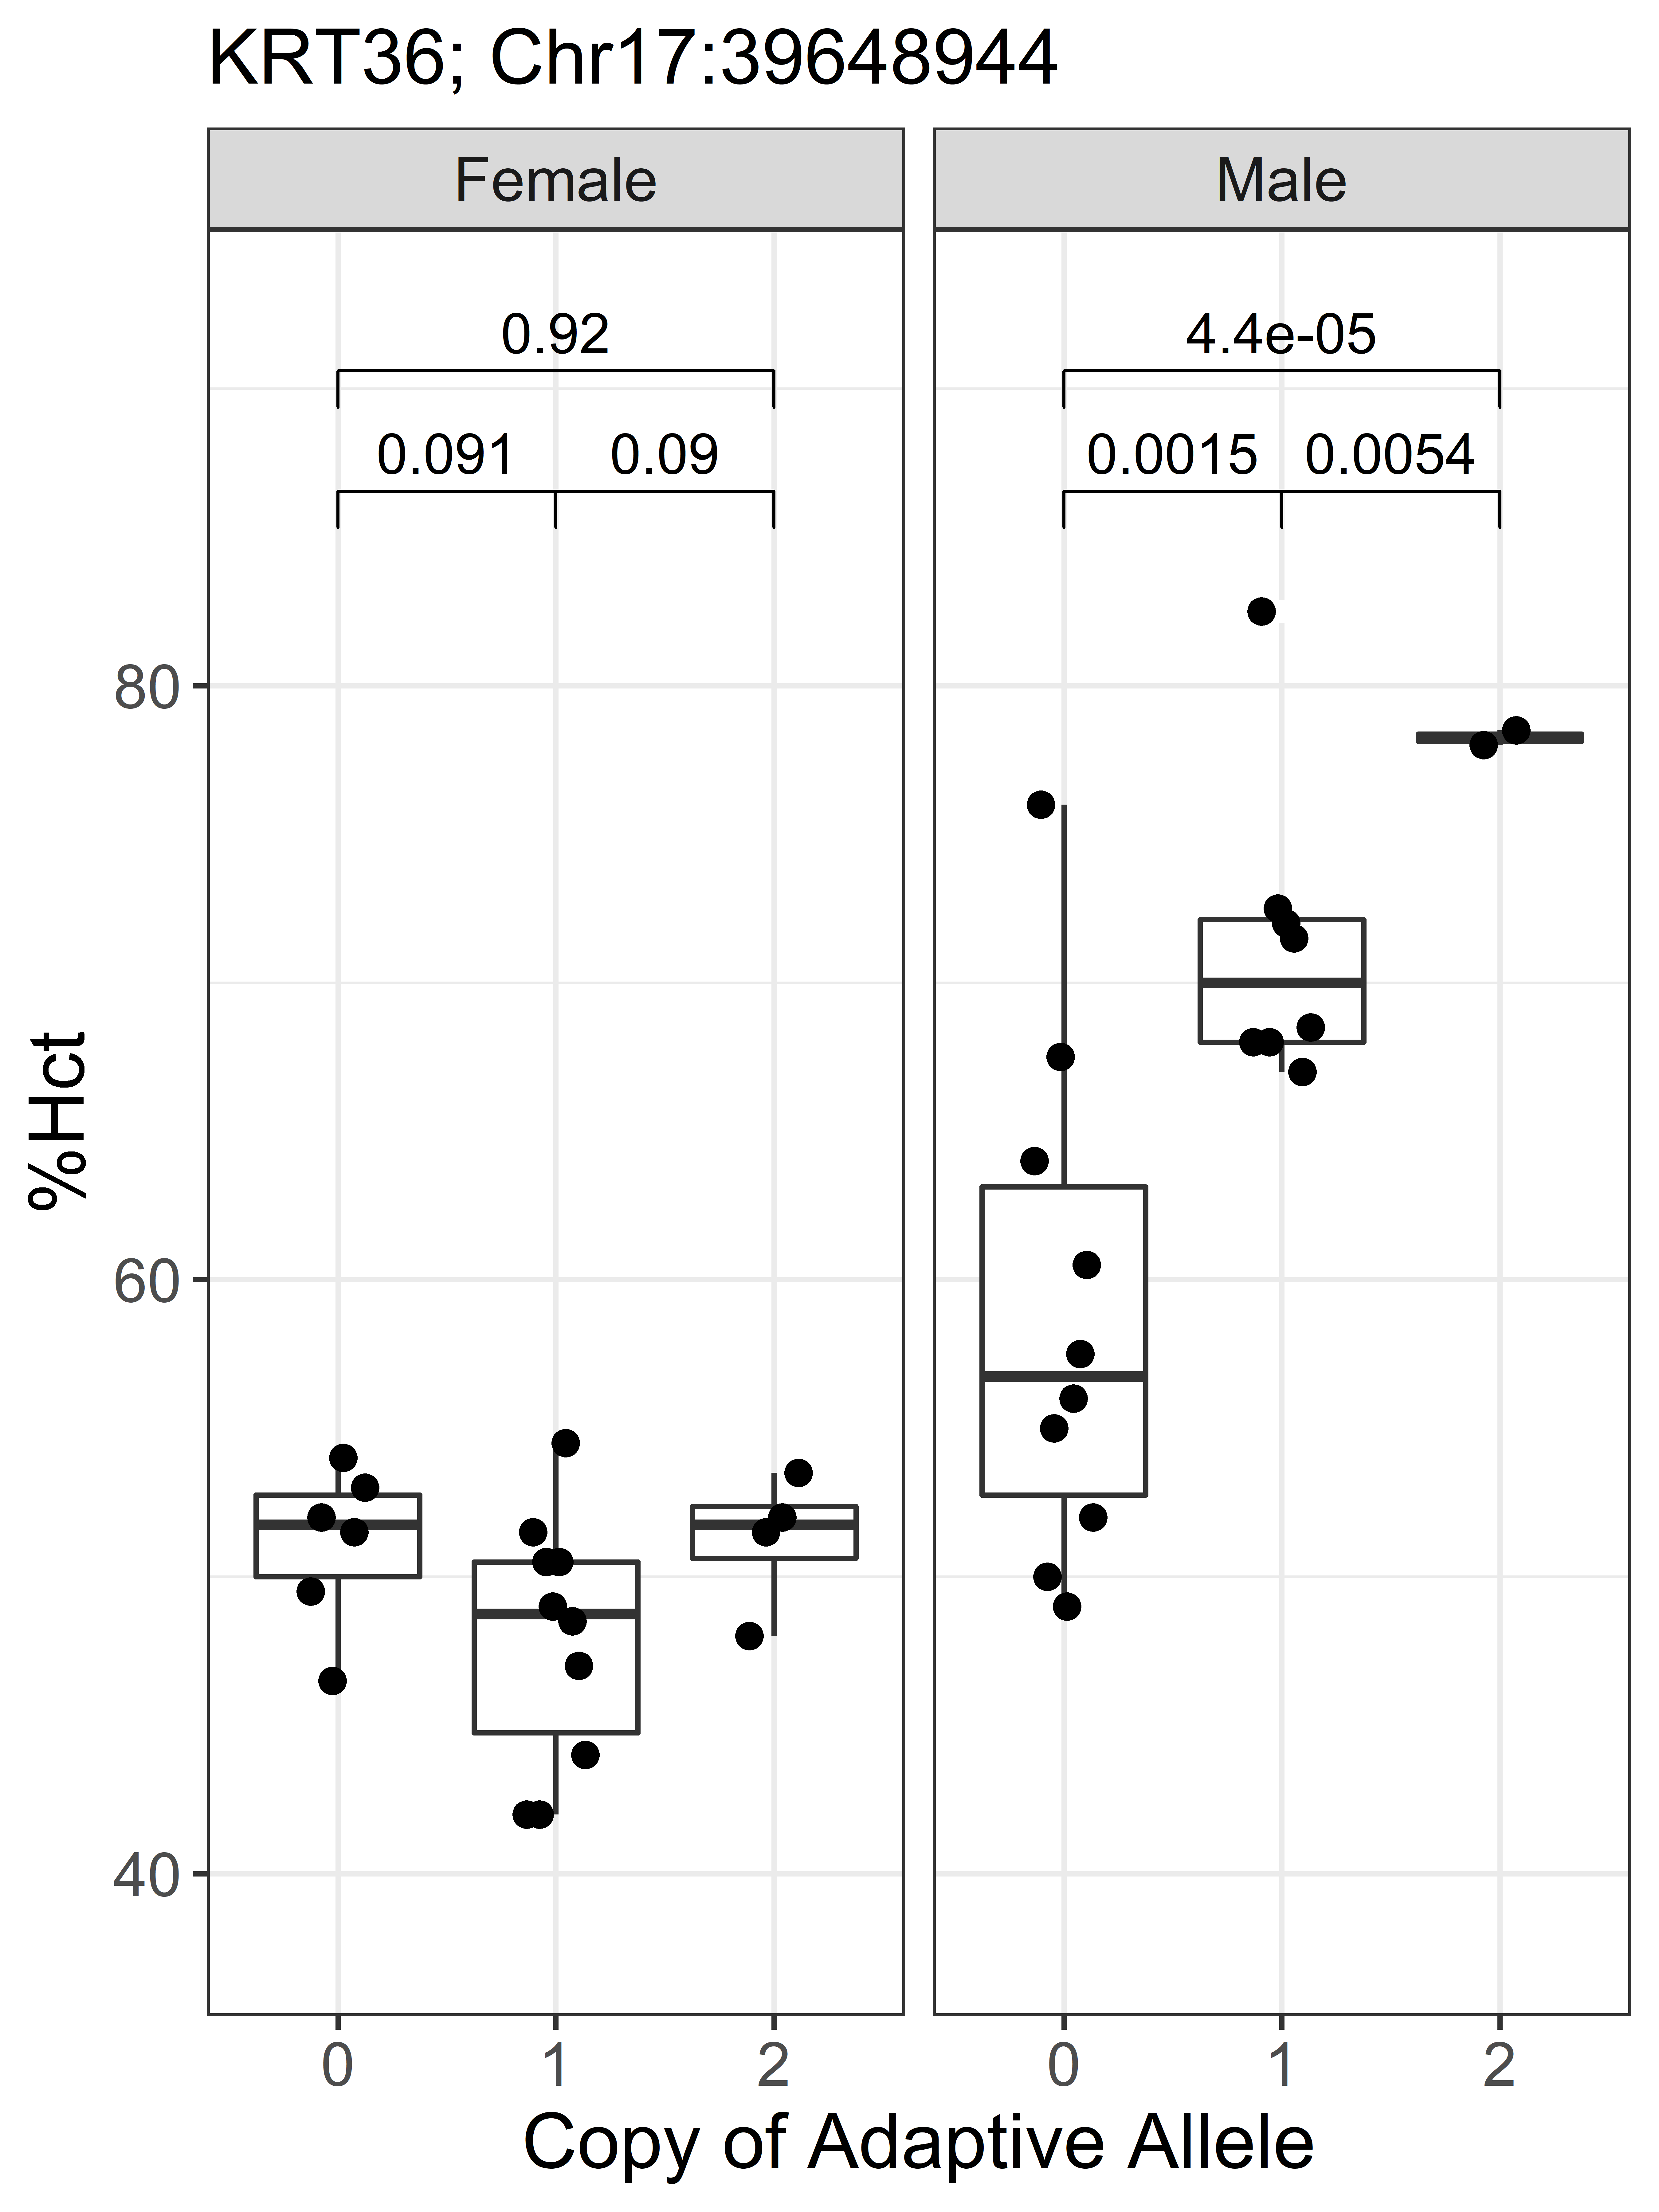 KRT36; Chr17:39648944
Female
Male
0.92
4.4e-05
0.091
0.09
0.0015
0.0054
80
60
40
%Hct
0
1
2
0
1
2
Copy of Adaptive Allele